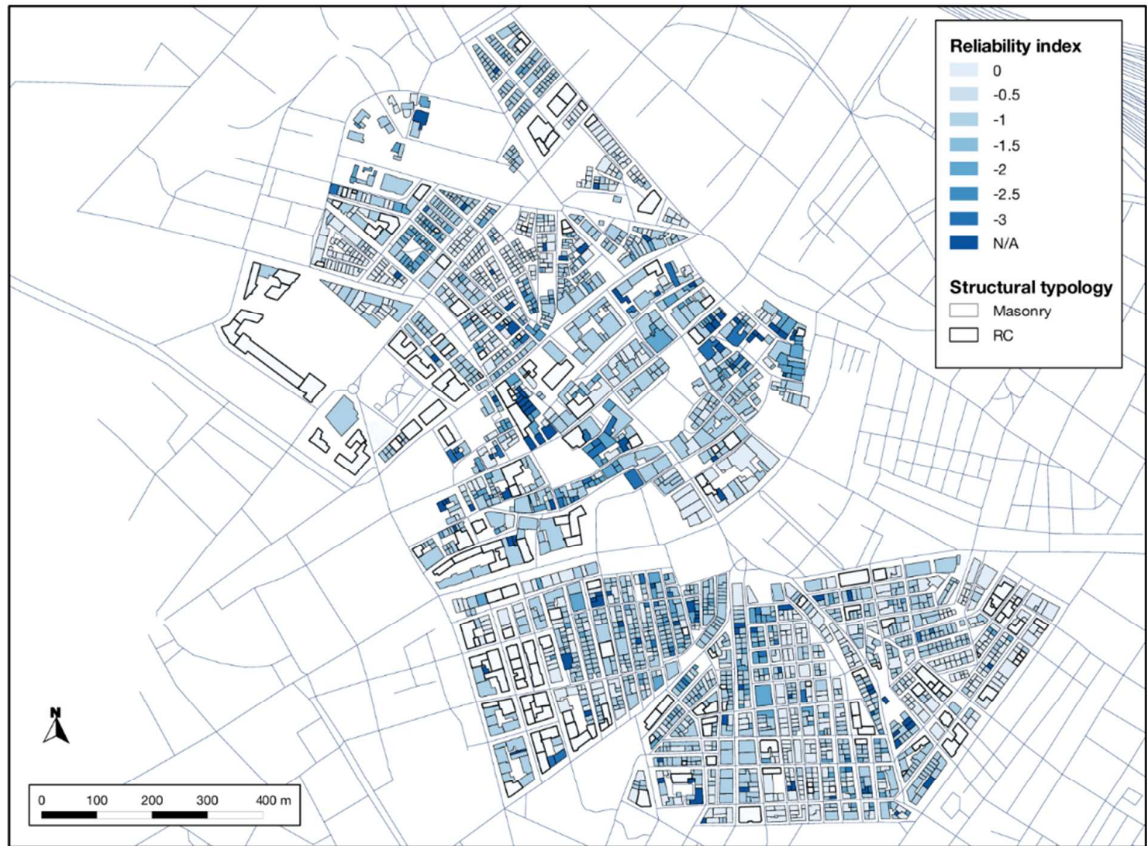 Reliability index
0
-0.5
-1
-1.5
-2
-2.5
-3
N/A
Structural typology
Masonry
RC
N
0 100 200 300 400 m